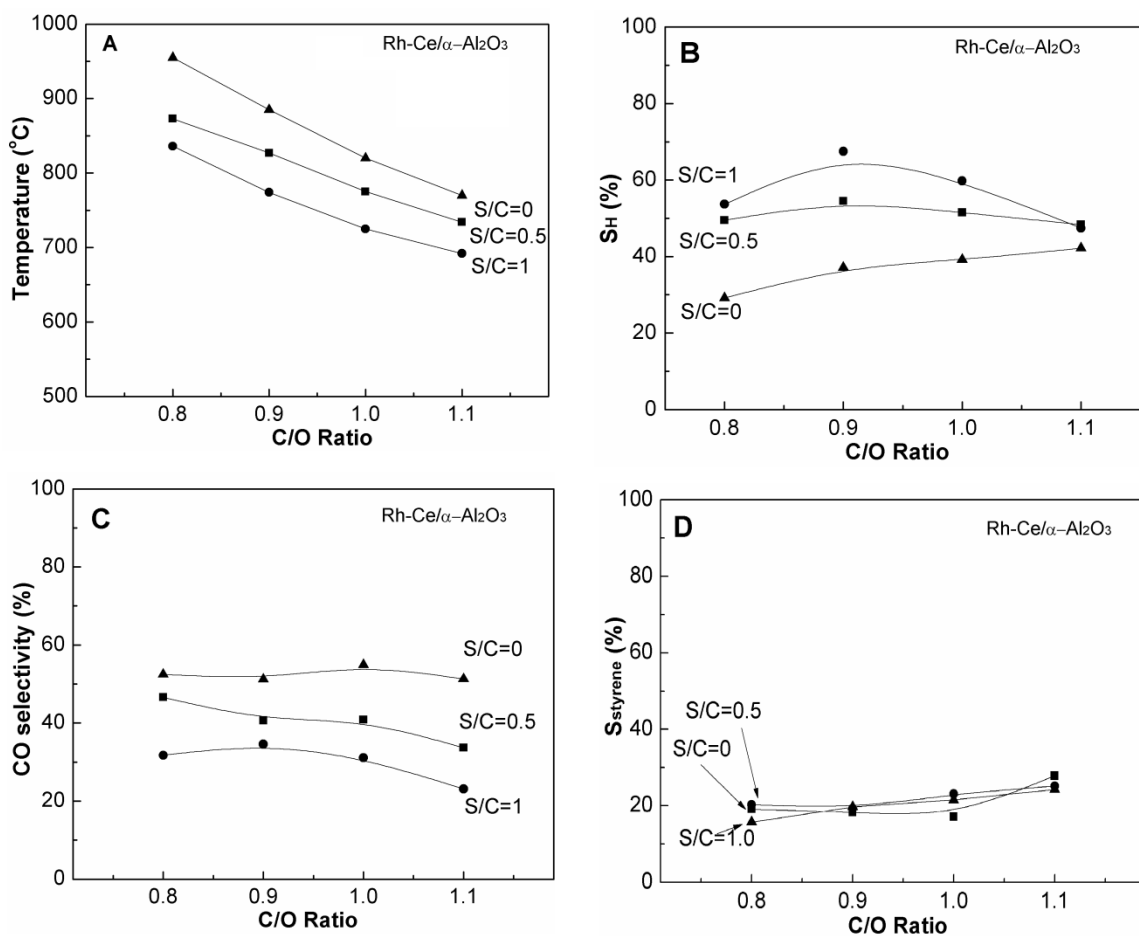 A
Rh-Ce/α–Al2O3
1000
900
800
700
600
500
Temperature (°C)
S/C=0
S/C=0.5
S/C=1
0.8 0.9 1.0 1.1
C/O Ratio
B
Rh-Ce/α–Al2O3
100
80
60
40
20
0
SH (%)
S/C=1
S/C=0.5
S/C=0
0.8 0.9 1.0 1.1
C/O Ratio
C
Rh-Ce/α–Al2O3
100
80
60
40
20
0
CO selectivity (%)
S/C=0
S/C=0.5
S/C=1
0.8 0.9 1.0 1.1
C/O Ratio
D
Rh-Ce/α–Al2O3
100
80
60
40
20
0
Sstyrene (%)
S/C=0.5
S/C=0
S/C=1.0
0.8 0.9 1.0 1.1
C/O Ratio